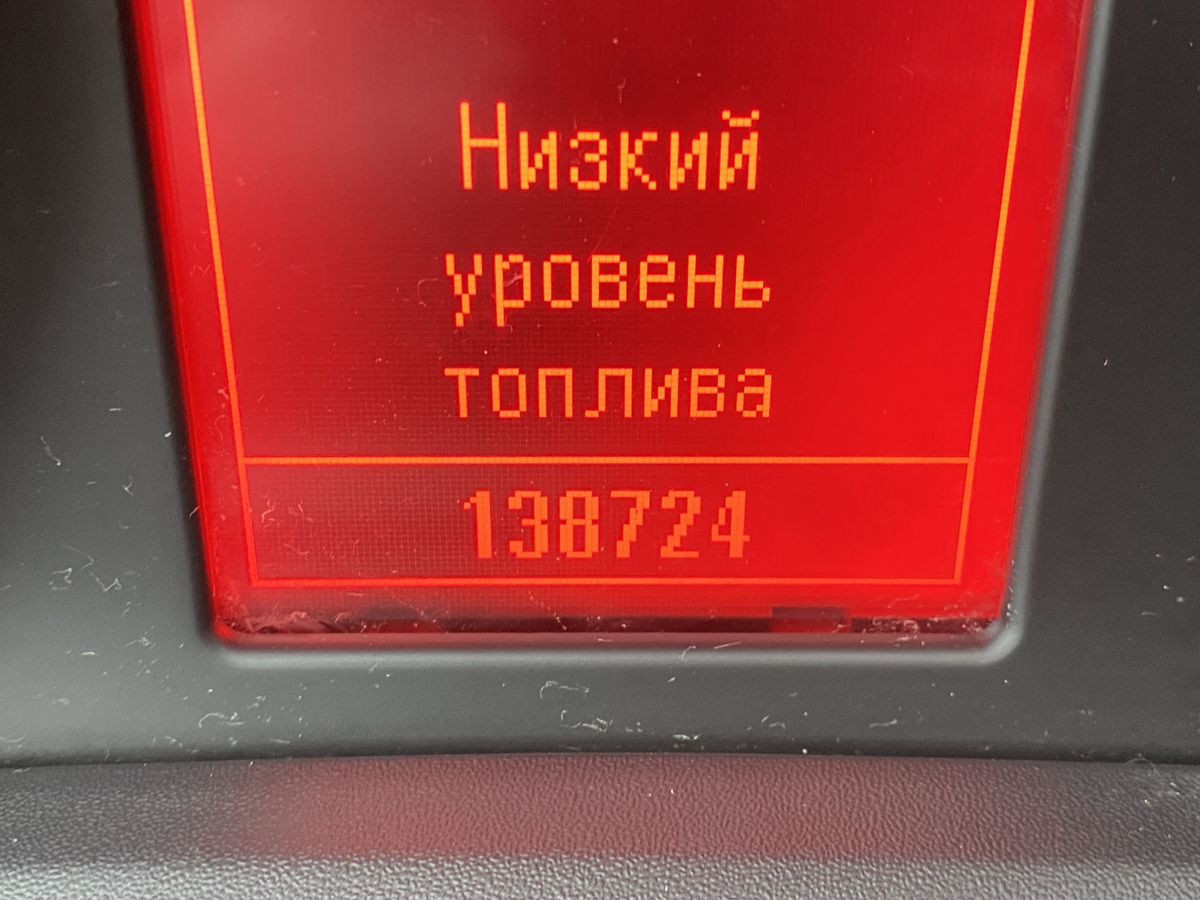 Низкий
уровень
топлива
138724